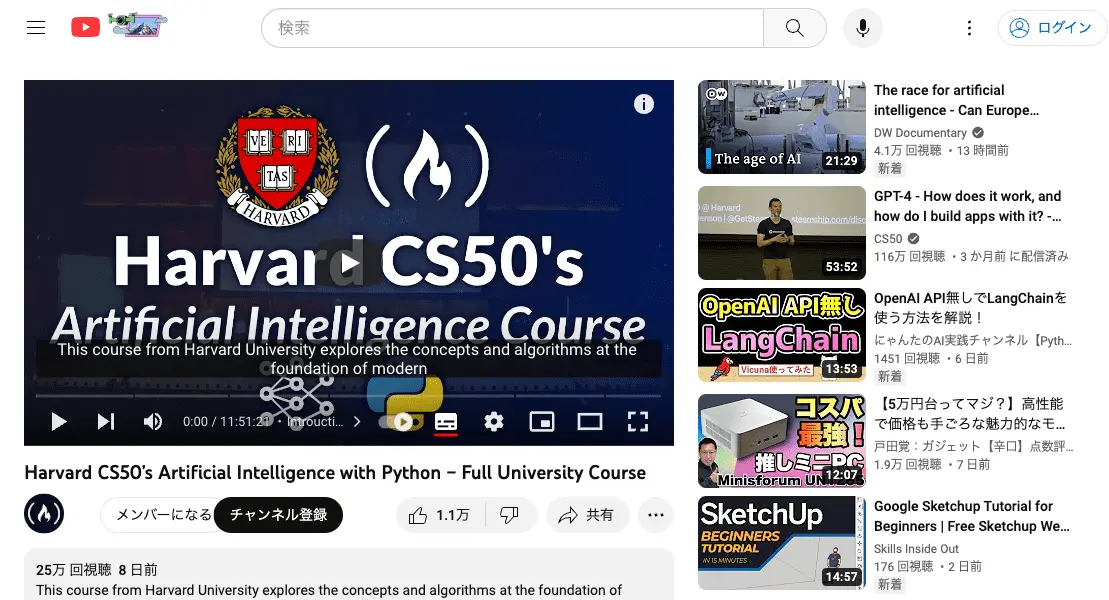 検索
ログイン
VE RI
TAS
HARVARD
Harvard CS50's
Artificial Intelligence Course
This course from Harvard University explores the concepts and algorithms at the
foundation of modern
0:00 / 11:51:21 • Introucti...
Harvard CS50's Artificial Intelligence with Python – Full University Course
メンバーになる
チャンネル登録
1.1万
共有
25万 回視聴 8 日前
This course from Harvard University explores the concepts and algorithms at the foundation of
DW
The age of AI
21:29
The race for artificial
intelligence - Can Europe…
DW Documentary
4.1万 回視聴 ・13 時間前
新着
53:52
GPT-4 - How does it work, and
how do I build apps with it? -…
CS50
116万 回視聴 ・3 か月前 に配信済み
OpenAI API無し
LangChain
Vicuna使ってみた
13:53
OpenAI API無しでLangChainを
使う方法を解説！
にゃんたのAI実践チャンネル【Pyth…
1451 回視聴 ・6 日前
新着
コスパ
最強！
推しミニPC
Minisforum
12:07
【5万円台ってマジ？】高性能
で価格も手ごろな魅力的なモ…
戸田覚：ガジェット【辛口】点数評…
1.9万 回視聴 ・7 日前
SketchUp
BEGINNERS
TUTORIAL
IN 15 MINUTES
14:57
Google Sketchup Tutorial for
Beginners | Free Sketchup We…
Skills Inside Out
176 回視聴 ・2 日前
新着